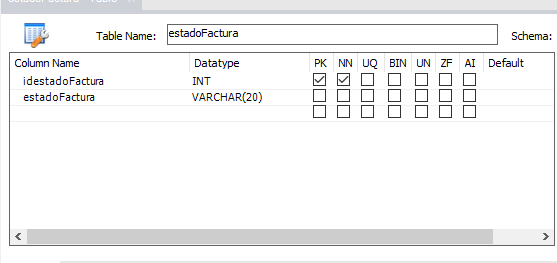 Table Name: estadoFactura Schema:
Column Name Datatype PK NN UQ BIN UN ZF AI Default
idestadoFactura INT
estadoFactura VARCHAR(20)